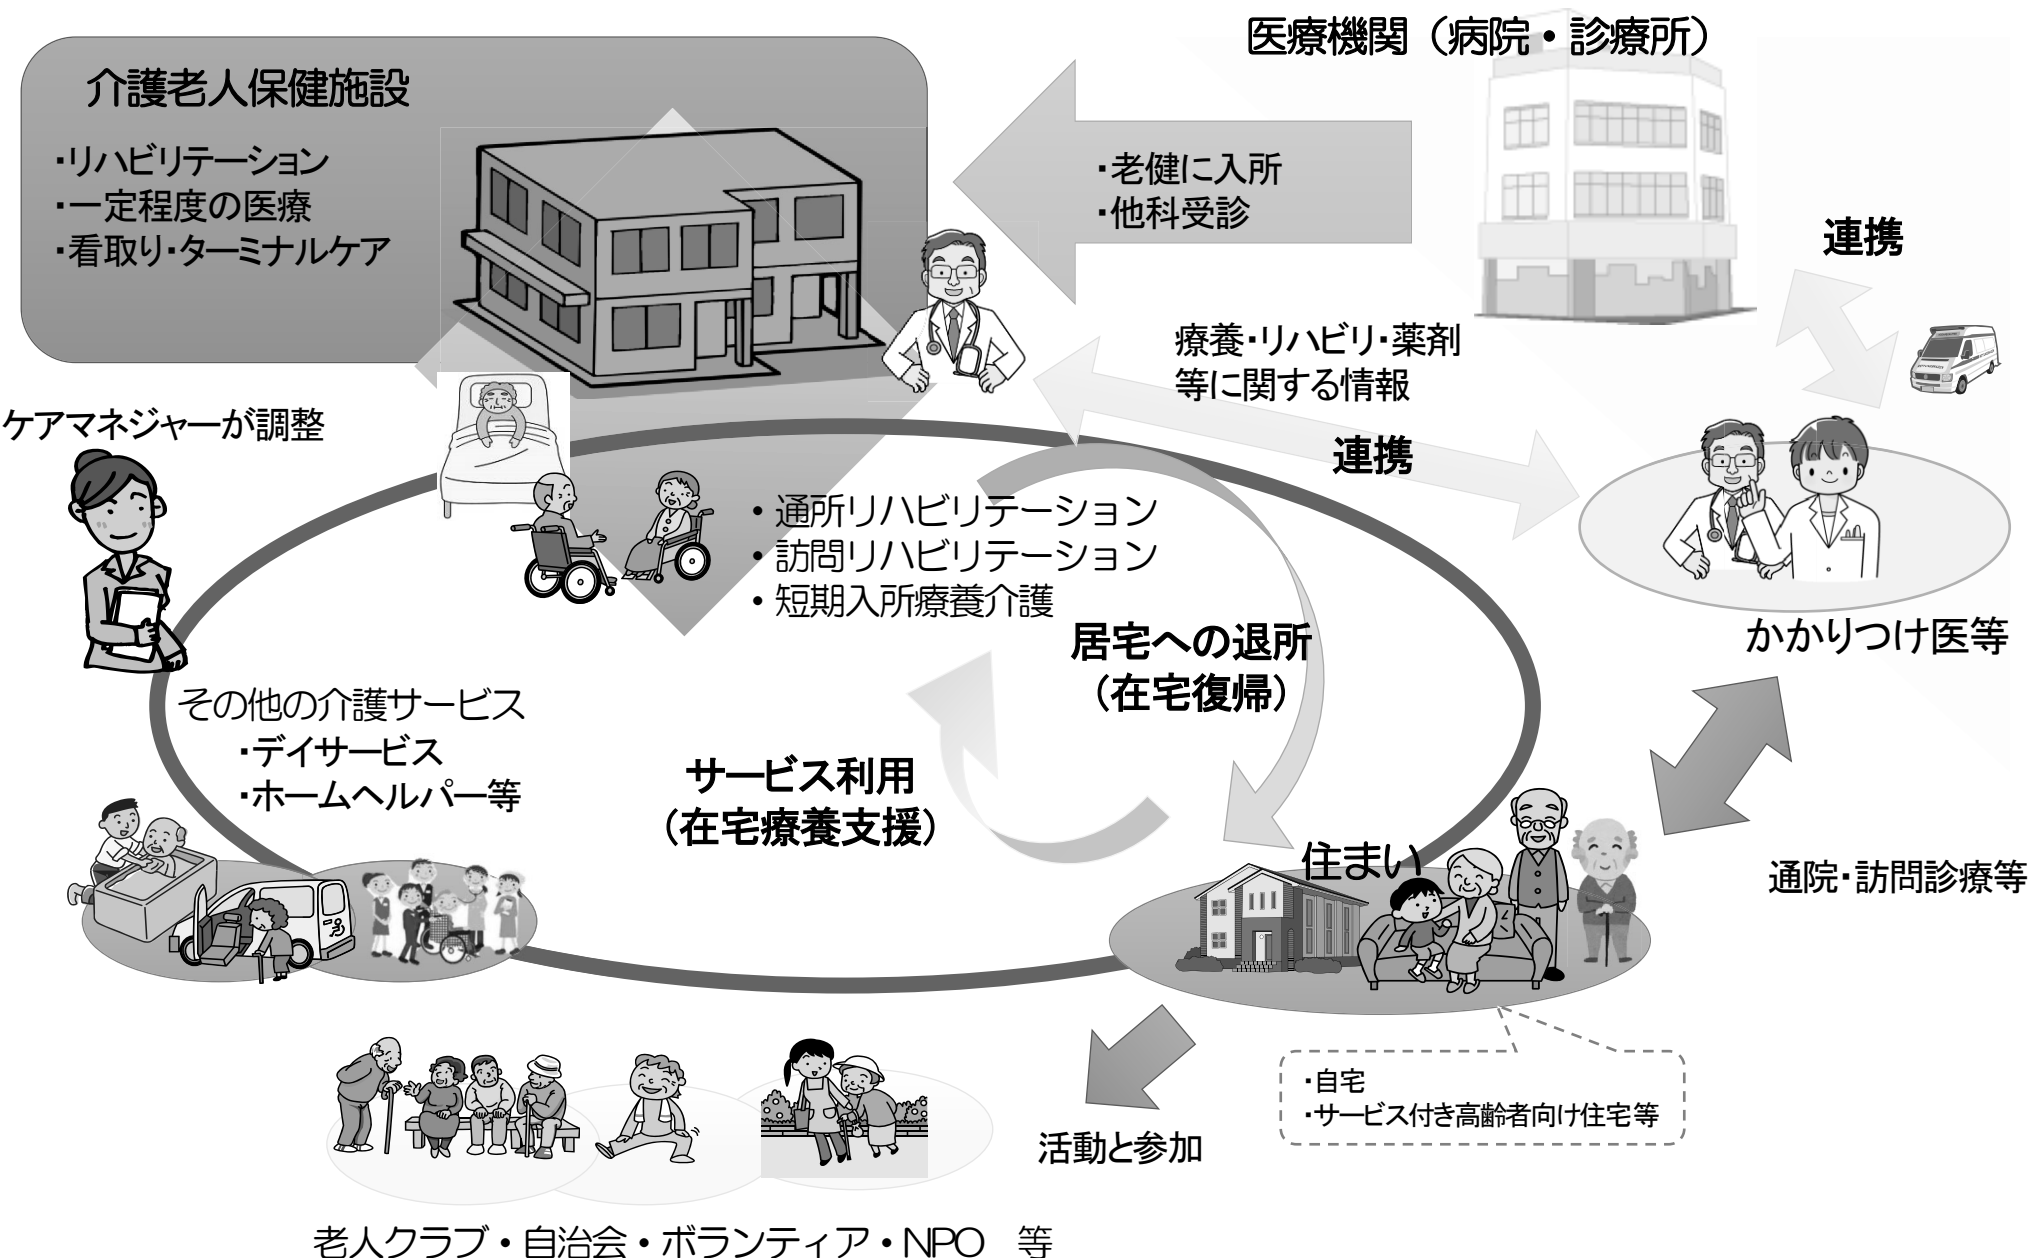 医療機関（病院・診療所）
介護老人保健施設
・リハビリテーション
・一定程度の医療
・看取り・ターミナルケア
・老健に入所
・他科受診
連携
療養・リハビリ・薬剤
等に関する情報
連携
ケアマネジャーが調整
・通所リハビリテーション
・訪問リハビリテーション
・短期入所療養介護
かかりつけ医等
居宅への退所
（在宅復帰）
その他の介護サービス
・デイサービス
・ホームヘルパー等
サービス利用
（在宅療養支援）
住まい
通院・訪問診療等
・自宅
・サービス付き高齢者向け住宅等
活動と参加
老人クラブ・自治会・ボランティア・NPO　等